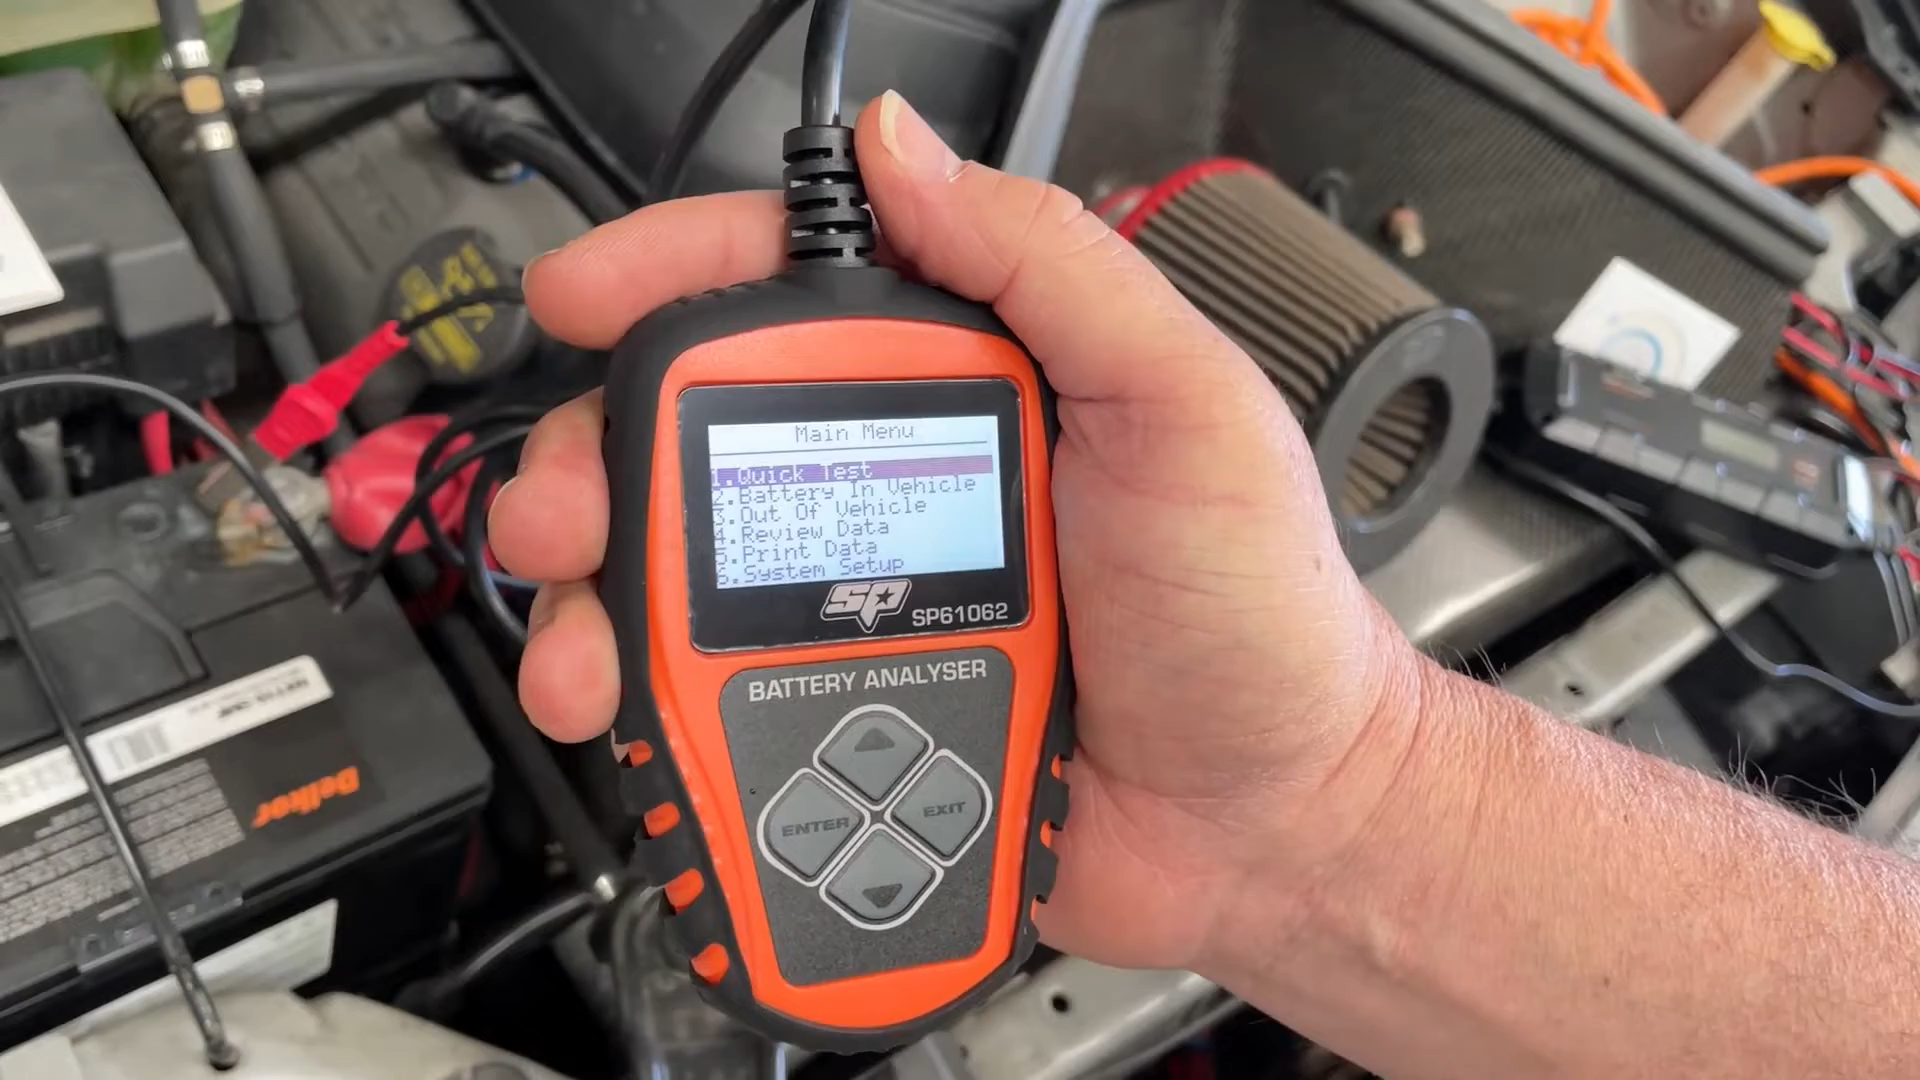 Main Menu
1.Quick Test
2.Battery In Vehicle
3.Out Of Vehicle
4.Review Data
5.Print Data
6.System Setup
SP
SP61062
BATTERY ANALYSER
ENTER
EXIT
Delkor